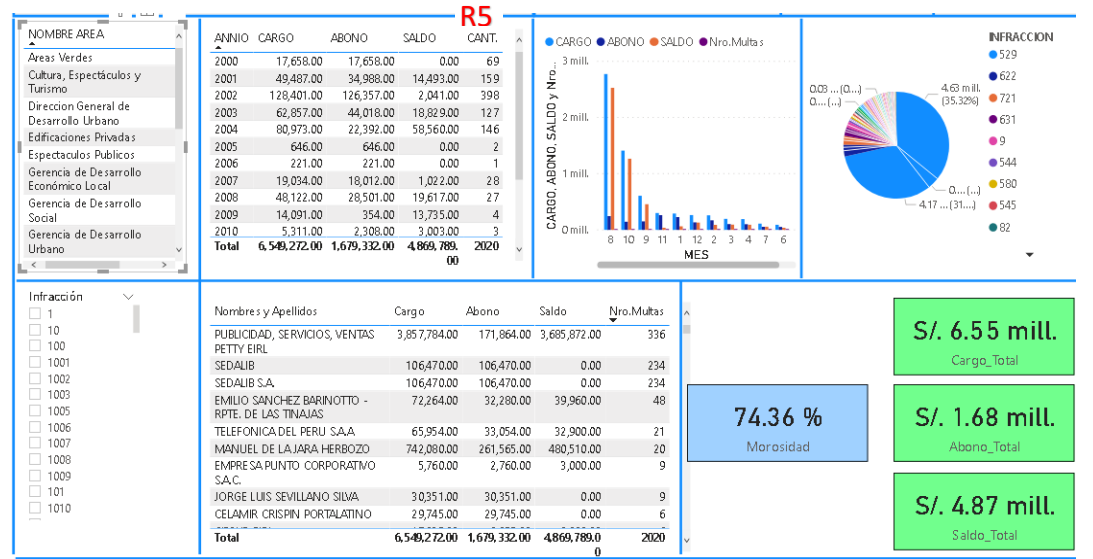 R5
NOMBRE AREA
Areas Verdes
Cultura, Espectáculos y
Turismo
Direccion General de
Desarrollo Urbano
Edificaciones Privadas
Espectaculos Publicos
Gerencia de Desarrollo
Económico Local
Gerencia de Desarrollo
Social
Gerencia de Desarrollo
Urbano
ANNIO CARGO ABONO SALDO CANT.
2000 17,658.00 17,658.00 0.00 69
2001 49,487.00 34,988.00 14,493.00 159
2002 128,401.00 126,357.00 2,041.00 398
2003 62,857.00 44,018.00 18,829.00 127
2004 80,973.00 22,392.00 58,560.00 146
2005 646.00 646.00 0.00 2
2006 221.00 221.00 0.00 1
2007 19,034.00 18,012.00 1,022.00 28
2008 48,122.00 28,501.00 19,617.00 27
2009 14,091.00 354.00 13,735.00 4
2010 5,311.00 2,308.00 3,003.00 3
Total 6,549,272.00 1,679,332.00 4,869,789. 2020
00
CARGO ABONO SALDO Nro.Multas
CARGO, ABONO, SALDO y Nro...
3 mill.
2 mill.
1 mill.
0 mill.
8 10 9 11 1 12 2 3 4 7 6
MES
0.03 ... (0....)
0.... (...)
4.63 mill.
(35.32%)
0.... (...)
4.17 ... (31....)
INFRACCION
529
622
721
631
9
544
580
545
82
Infracción
1
10
100
1001
1002
1003
1005
1006
1007
1008
1009
101
1010
Nombres y Apellidos Cargo Abono Saldo Nro.Multas
PUBLICIDAD, SERVICIOS, VENTAS 3,857,784.00 171,864.00 3,685,872.00 336
PETTY EIRL
SEDALIB 106,470.00 106,470.00 0.00 234
SEDALIB S.A. 106,470.00 106,470.00 0.00 234
EMILIO SANCHEZ BARINOTTO - 72,264.00 32,280.00 39,960.00 48
RPTE. DE LAS TINAJAS
TELEFONICA DEL PERU S.A.A 65,954.00 33,054.00 32,900.00 21
MANUEL DE LA JARA HERBOZO 742,080.00 261,565.00 480,510.00 20
EMPRESA PUNTO CORPORATIVO 5,760.00 2,760.00 3,000.00 9
S.A.C.
JORGE LUIS SEVILLANO SILVA 30,351.00 30,351.00 0.00 9
CELAMIR CRISPIN PORTALATINO 29,745.00 29,745.00 0.00 6
Total 6,549,272.00 1,679,332.00 4,869,789.0 2020
0
74.36 %
Morosidad
S/. 6.55 mill.
Cargo_Total
S/. 1.68 mill.
Abono_Total
S/. 4.87 mill.
Saldo_Total